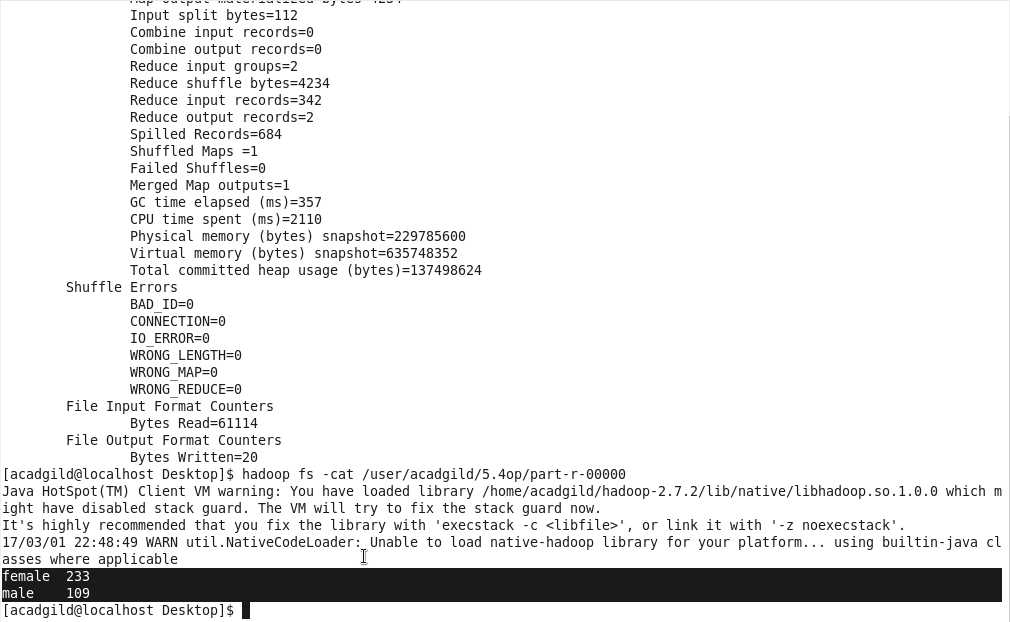 Input split bytes=112
Combine input records=0
Combine output records=0
Reduce input groups=2
Reduce shuffle bytes=4234
Reduce input records=342
Reduce output records=2
Spilled Records=684
Shuffled Maps =1
Failed Shuffles=0
Merged Map outputs=1
GC time elapsed (ms)=357
CPU time spent (ms)=2110
Physical memory (bytes) snapshot=229785600
Virtual memory (bytes) snapshot=635748352
Total committed heap usage (bytes)=137498624
Shuffle Errors
BAD_ID=0
CONNECTION=0
IO_ERROR=0
WRONG_LENGTH=0
WRONG_MAP=0
WRONG_REDUCE=0
File Input Format Counters
Bytes Read=61114
File Output Format Counters
Bytes Written=20
[acadgild@localhost Desktop]$ hadoop fs -cat /user/acadgild/5.4op/part-r-00000
Java HotSpot(TM) Client VM warning: You have loaded library /home/acadgild/hadoop-2.7.2/lib/native/libhadoop.so.1.0.0 which m
ight have disabled stack guard. The VM will try to fix the stack guard now.
It's highly recommended that you fix the library with 'execstack -c <libfile>', or link it with '-z noexecstack'.
17/03/01 22:48:49 WARN util.NativeCodeLoader: Unable to load native-hadoop library for your platform... using builtin-java cl
asses where applicable
female  233
male    109
[acadgild@localhost Desktop]$